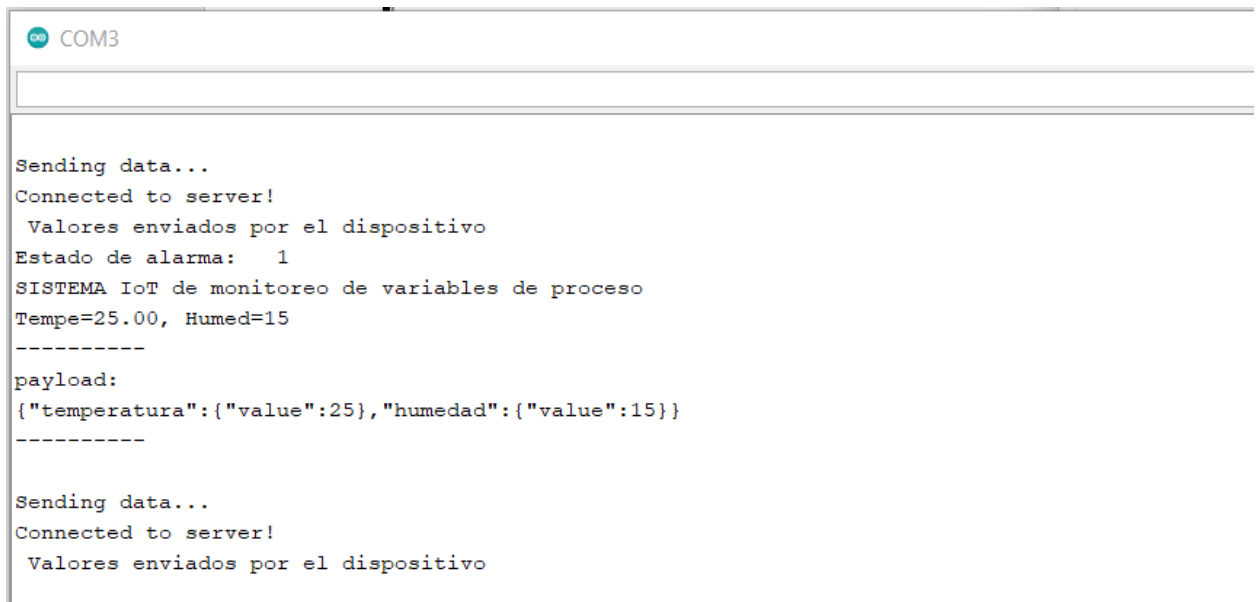 COM3
Sending data...
Connected to server!
Valores enviados por el dispositivo
Estado de alarma:   1
SISTEMA IoT de monitoreo de variables de proceso
Tempe=25.00, Humed=15
----------
payload:
{"temperatura":{"value":25},"humedad":{"value":15}}
----------
Sending data...
Connected to server!
Valores enviados por el dispositivo